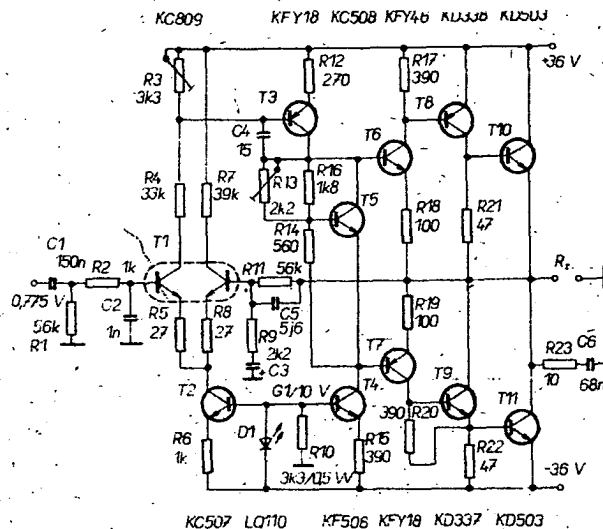 KC809 KFY18 KC508 KFY46 KD338 KD503
+36 V
R3
3k3
R12
270
R17
390
T3
T8
C4
15
T6
T10
R4
33k
R7
39k
R13
2k2
R16
1k8
T5
R14
560
R18
100
R21
47
T1
C1
150n
R2
1k
R11
56k
Rz
0,775 V
C2
1n
R5
27
R8
27
C5
5j6
R19
100
56k
R1
R9
2k2
C3
+
T7
C6
68n
R23
10
T2
G1/10 V
T4
T9
T11
390
R20
R6
1k
D1
R10
3k3/0,5 W
R15
390
R22
47
-36 V
KC507 LQ110 KF506 KFY18 KD337 KD503